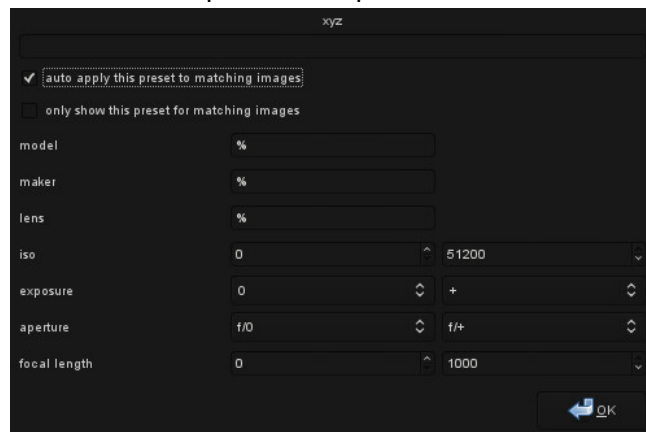 xyz
auto apply this preset to matching images
only show this preset for matching images
model %
maker %
lens %
iso 0 51200
exposure 0 +
aperture f/0 f/+
focal length 0 1000
OK